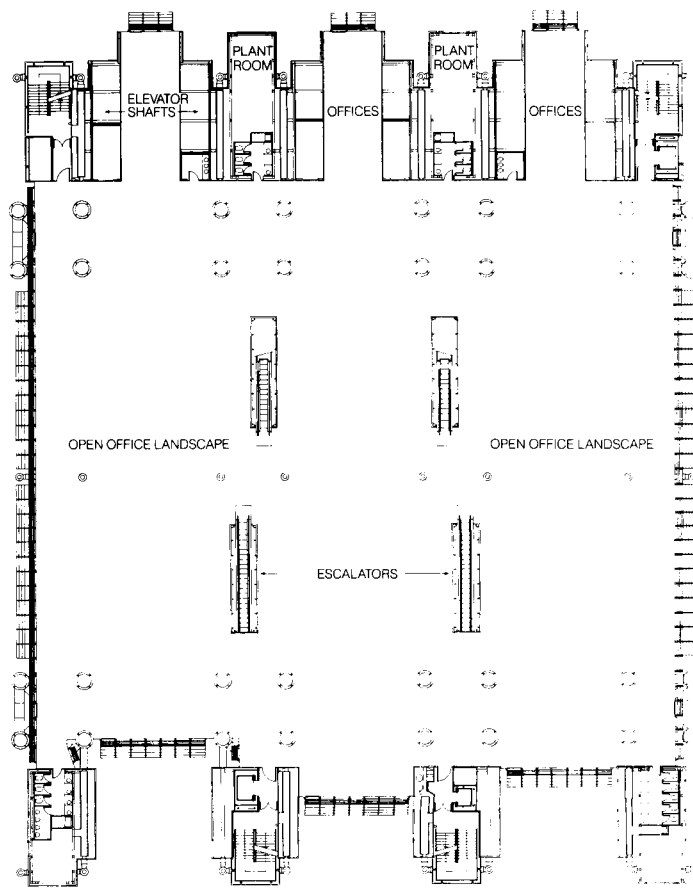 PLANT
ROOM
PLANT
ROOM
ELEVATOR
SHAFTS
OFFICES
OFFICES
OPEN OFFICE LANDSCAPE
OPEN OFFICE LANDSCAPE
ESCALATORS